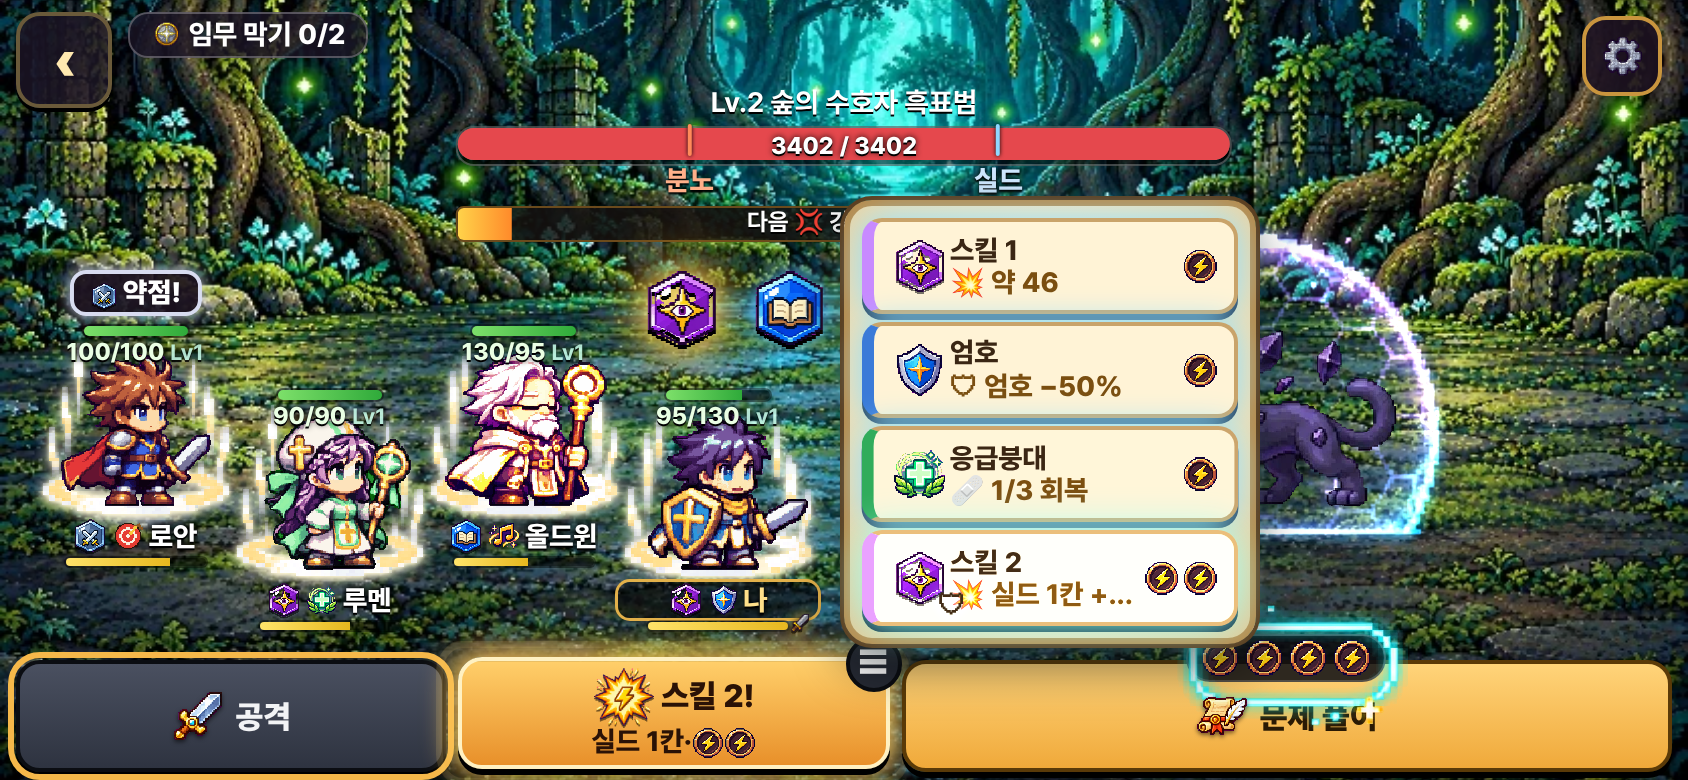 임무 막기 0/2
Lv.2 숲의 수호자 흑표범
3402 / 3402
분노
실드
다음
약점!
100/100 Lv1
90/90 Lv1
130/95 Lv1
95/130 Lv1
로안
루멘
올드윈
나
스킬 1
약 46
엄호
엄호 −50%
응급붕대
1/3 회복
스킬 2
실드 1칸 +...
공격
스킬 2!
실드 1칸·
문제 풀이